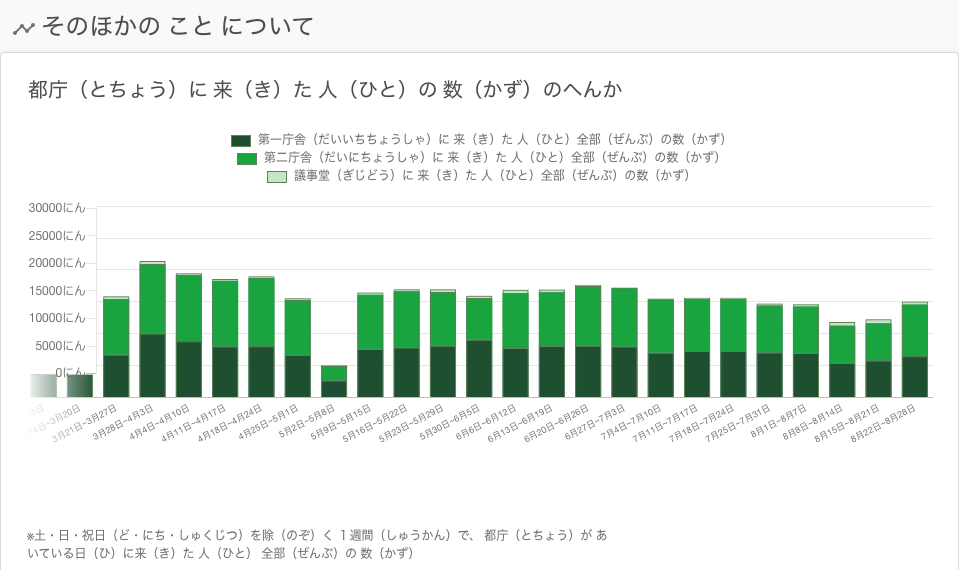 そのほかの こと について
都庁（とちょう）に 来（き）た 人（ひと）の 数（かず）のへんか
第一庁舎（だいいちちょうしゃ）に 来（き）た 人（ひと）全部（ぜんぶ）の数（かず）
第二庁舎（だいにちょうしゃ）に 来（き）た 人（ひと）全部（ぜんぶ）の数（かず）
議事堂（ぎじどう）に 来（き）た 人（ひと）全部（ぜんぶ）の数（かず）
30000にん
25000にん
20000にん
15000にん
10000にん
5000にん
0にん
14日~3月20日
3月21日~3月27日
3月28日~4月3日
4月4日~4月10日
4月11日~4月17日
4月18日~4月24日
4月25日~5月1日
5月2日~5月8日
5月9日~5月15日
5月16日~5月22日
5月23日~5月29日
5月30日~6月5日
6月6日~6月12日
6月13日~6月19日
6月20日~6月26日
6月27日~7月3日
7月4日~7月10日
7月11日~7月17日
7月18日~7月24日
7月25日~7月31日
8月1日~8月7日
8月8日~8月14日
8月15日~8月21日
8月22日~8月28日
※土・日・祝日（ど・にち・しゅくじつ）を除（のぞ）く １週間（しゅうかん）で、 都庁（とちょう）が あ
いている日（ひ）に来（き）た 人（ひと） 全部（ぜんぶ）の 数（かず）